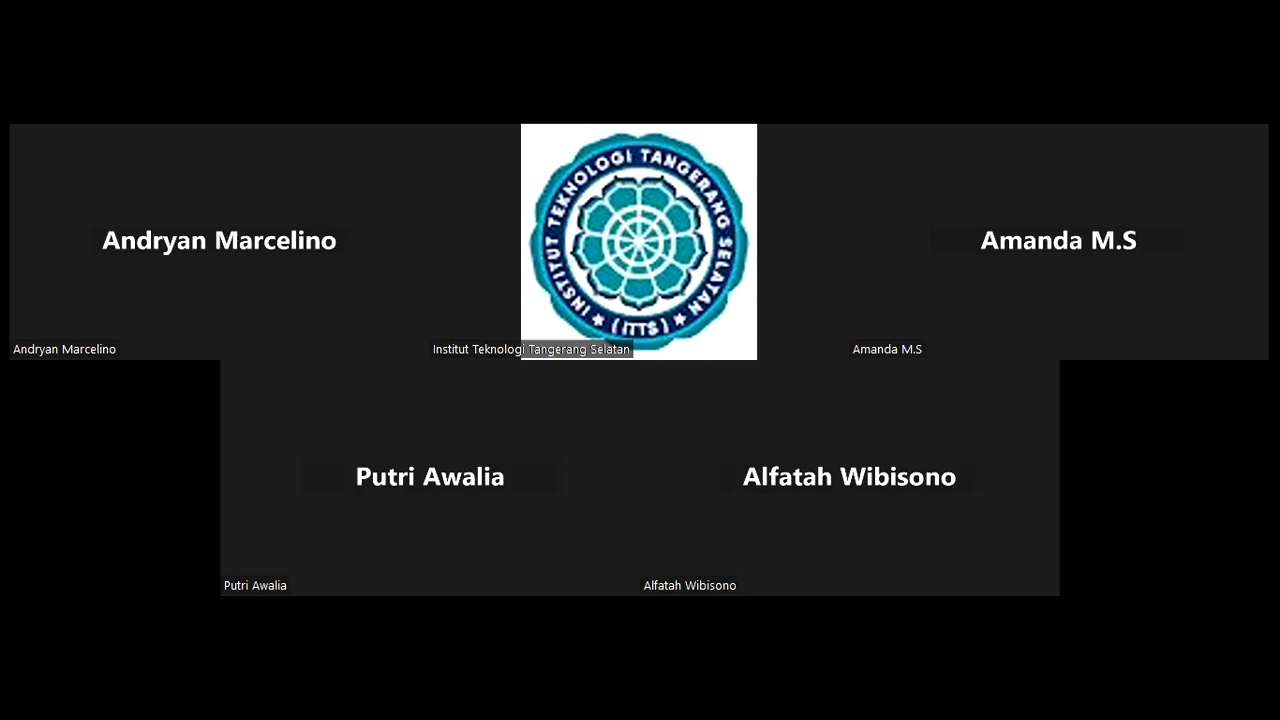 Andryan Marcelino
INSTITUT TEKNOLOGI TANGERANG SELATAN
(ITTS)
Amanda M.S
Andryan Marcelino
Institut Teknologi Tangerang Selatan
Amanda M.S
Putri Awalia
Alfatah Wibisono
Putri Awalia
Alfatah Wibisono